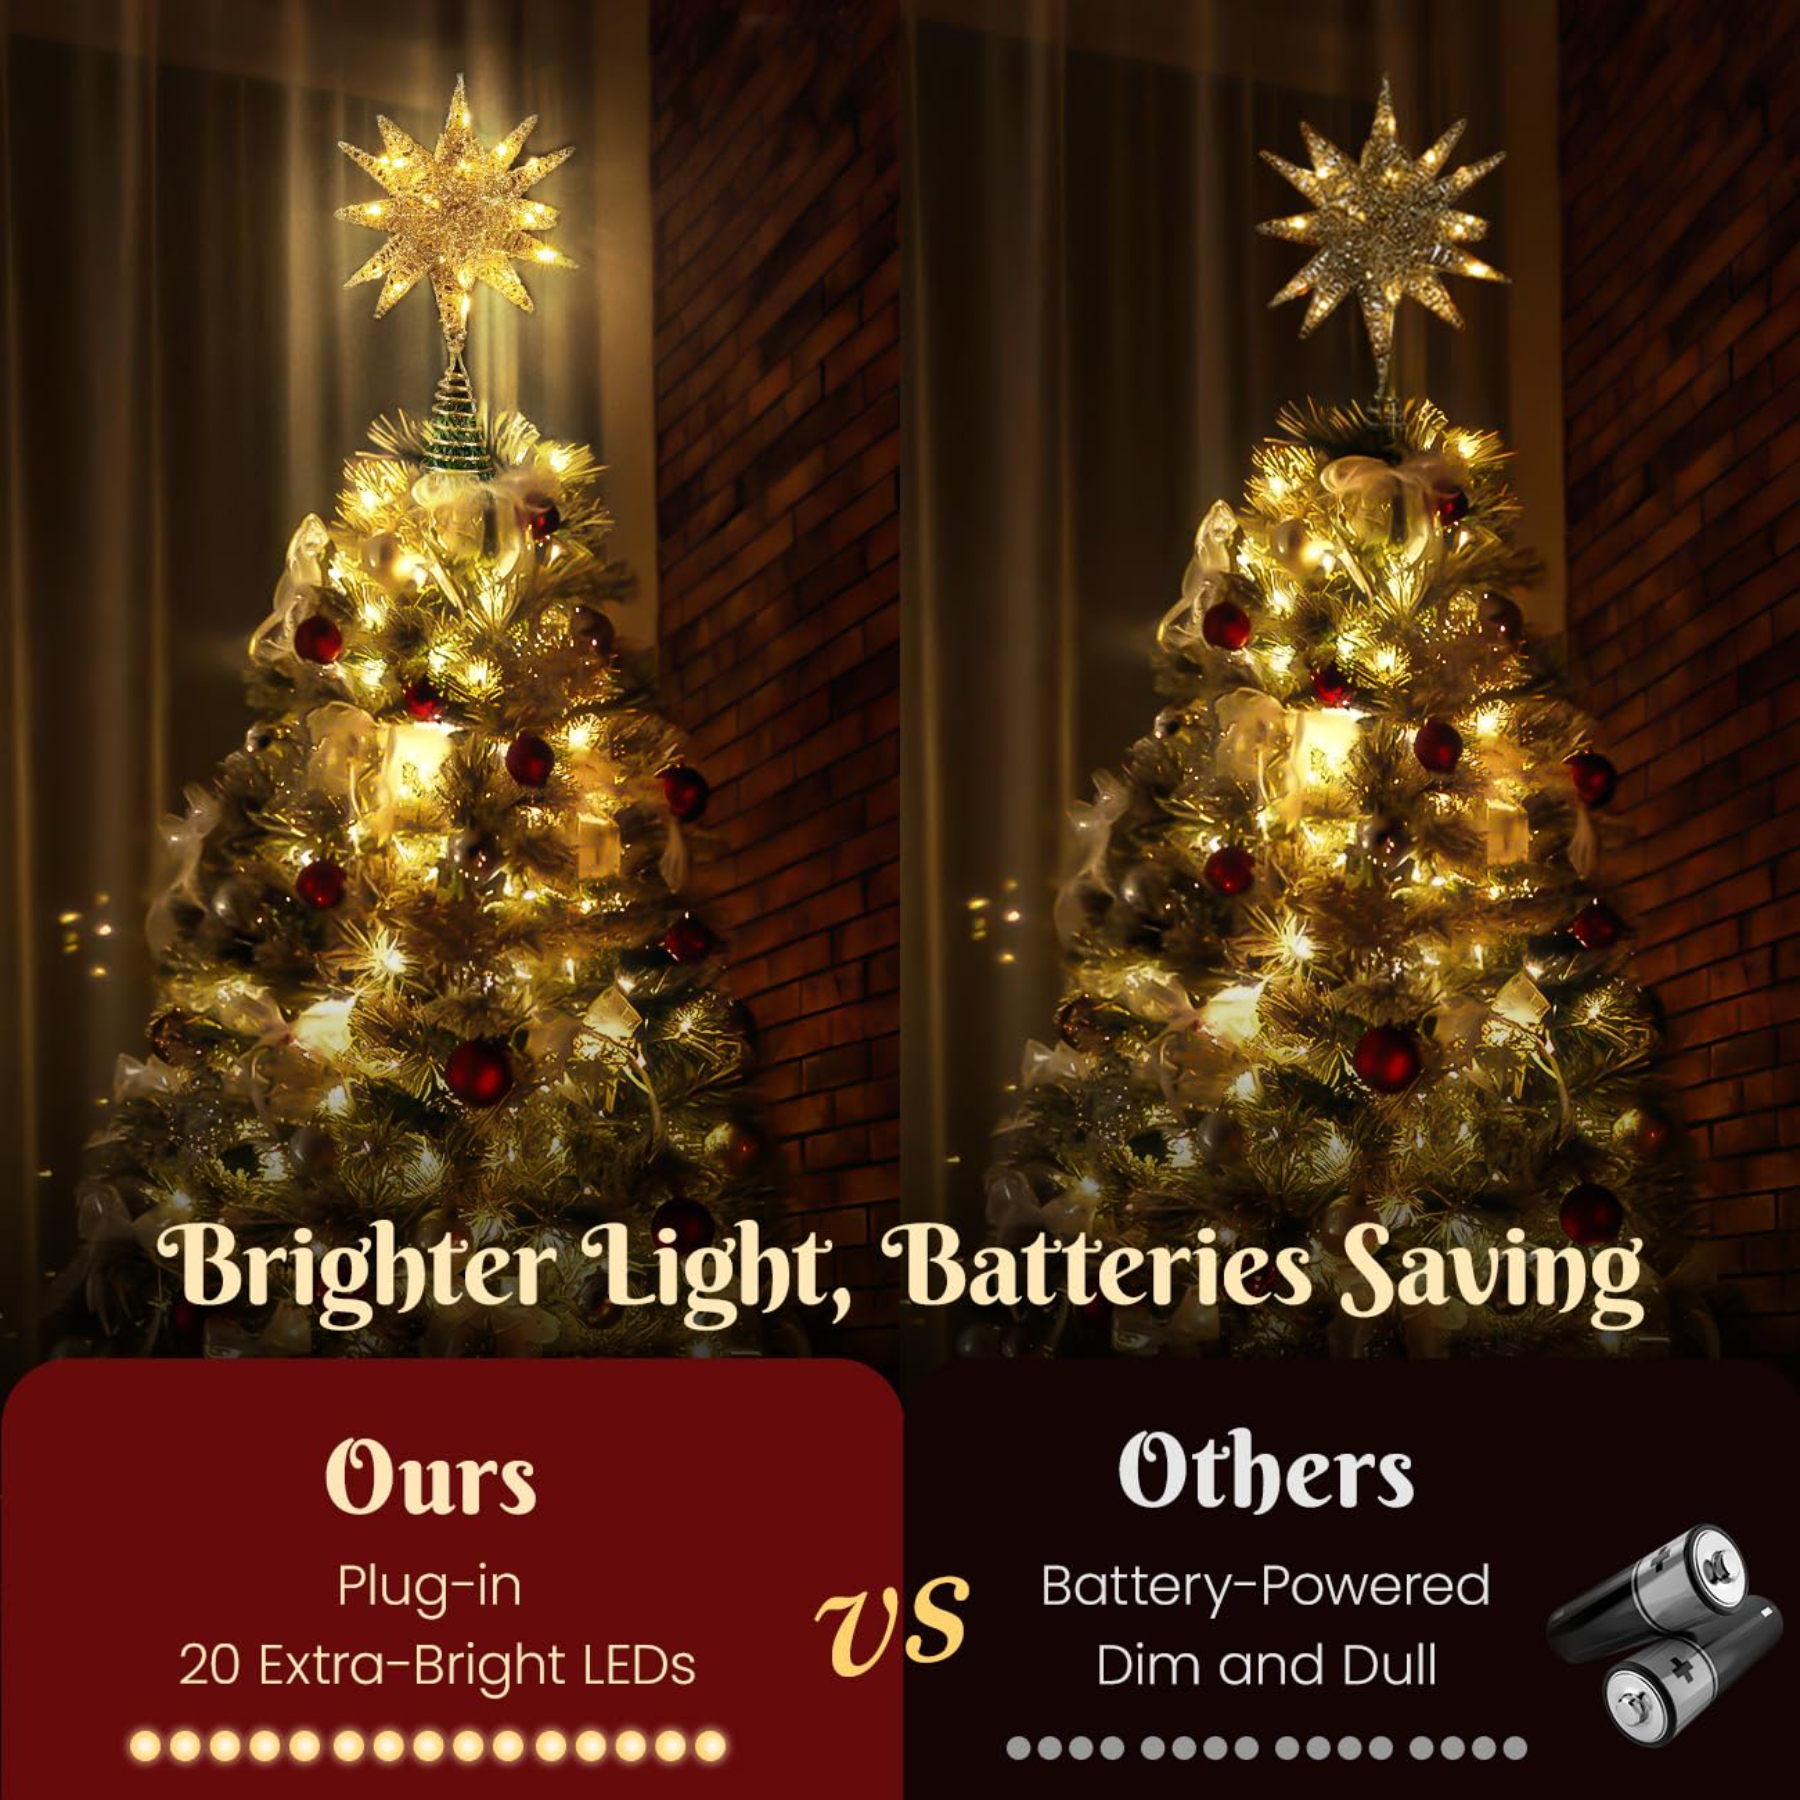 Brighter Light, Batteries Saving
Ours
Plug-in
20 Extra-Bright LEDs
vs
Others
Battery-Powered
Dim and Dull